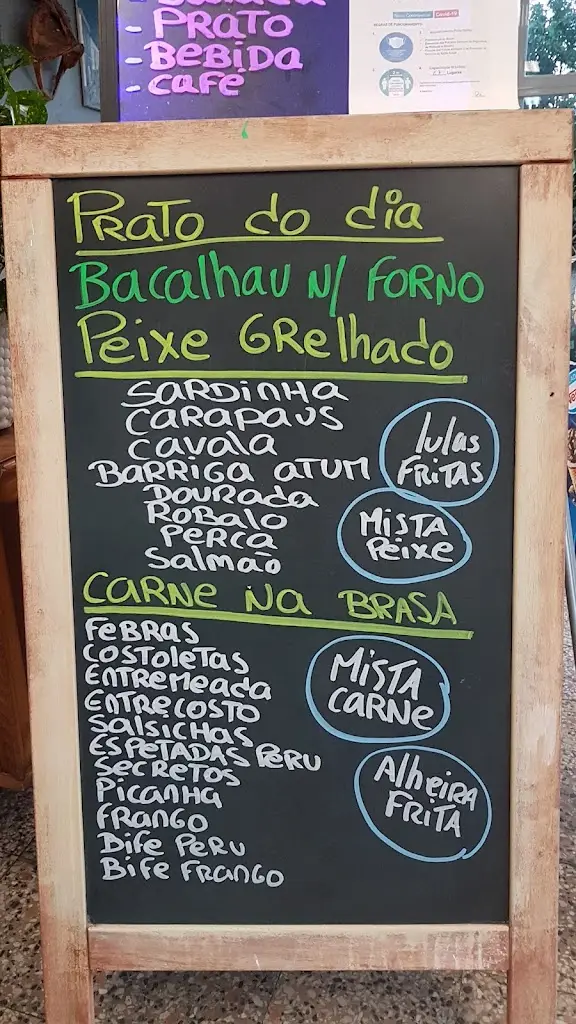 - PRATO
- BEBIDA
- CAFÉ
Covid-19
PRATO do dia
Bacalhau N/ FORNO
Peixe GRelhado
SARDINHA
CARAPAUS
CAVALA
BARRIGA ATUM
DOURADA
ROBALO
PERCA
SALMÃO
lulas
FRITAS
MISTA
Peixe
CARNE NA BRASA
FEBRAS
COSTOLETAS
ENTREMEADA
ENTRECOSTO
SALSICHAS
ESPETADAS PERU
SECRETOS
PICANHA
FRANGO
BIFE PERU
BIFE FRANGO
MISTA
CARNE
AlheiRA
FRITA